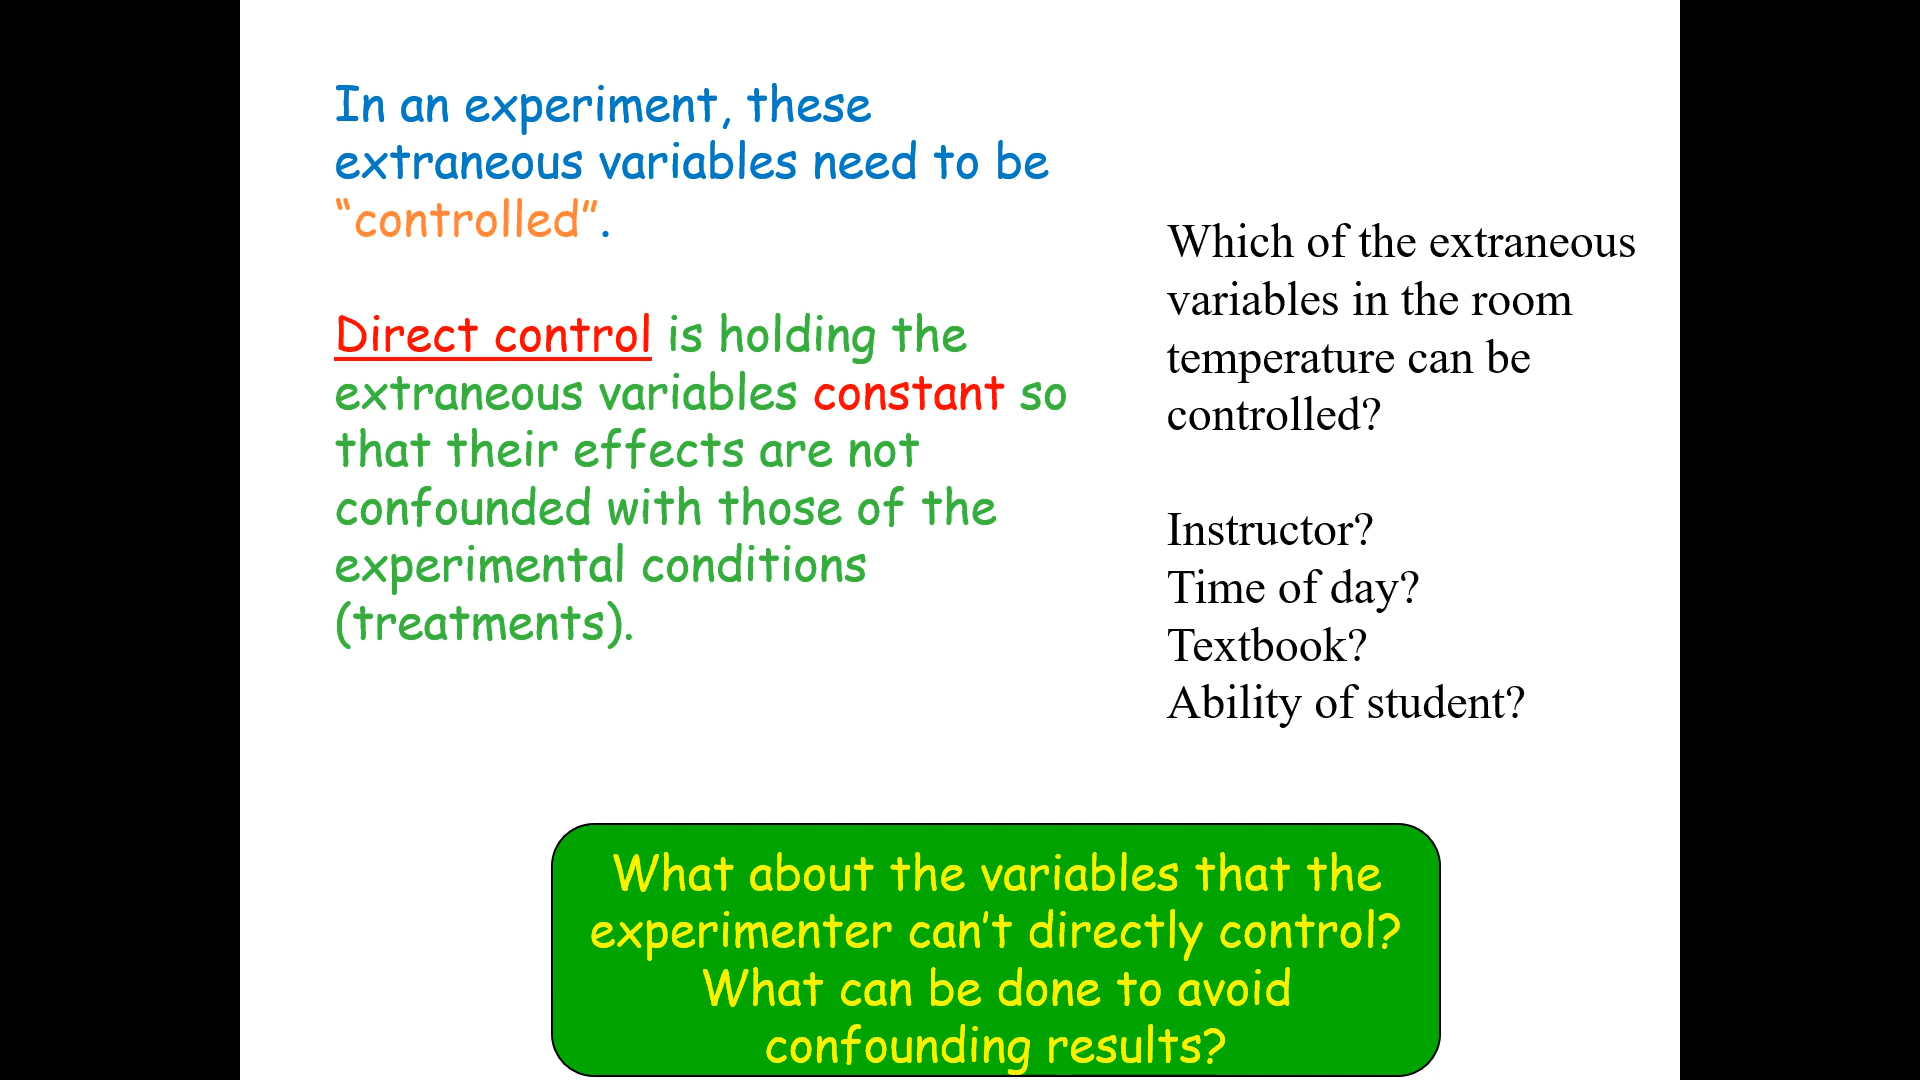 In an experiment, these
extraneous variables need to be
“controlled”.
Direct control is holding the
extraneous variables constant so
that their effects are not
confounded with those of the
experimental conditions
(treatments).
Which of the extraneous
variables in the room
temperature can be
controlled?
Instructor?
Time of day?
Textbook?
Ability of student?
What about the variables that the
experimenter can’t directly control?
What can be done to avoid
confounding results?